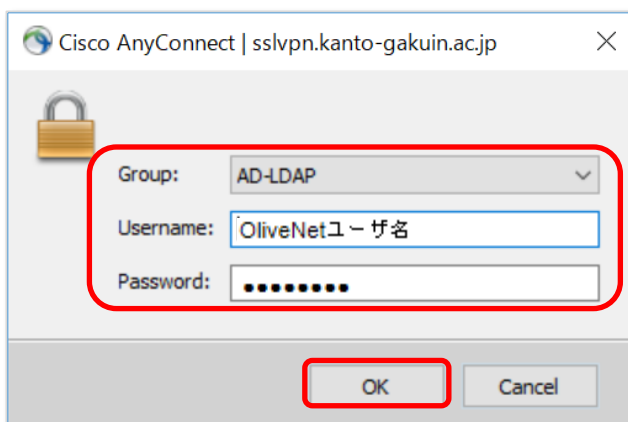 Cisco AnyConnect | sslvpn.kanto-gakuin.ac.jp
Group: AD-LDAP
Username: OliveNetユーザ名
Password: ●●●●●●●●
OK Cancel